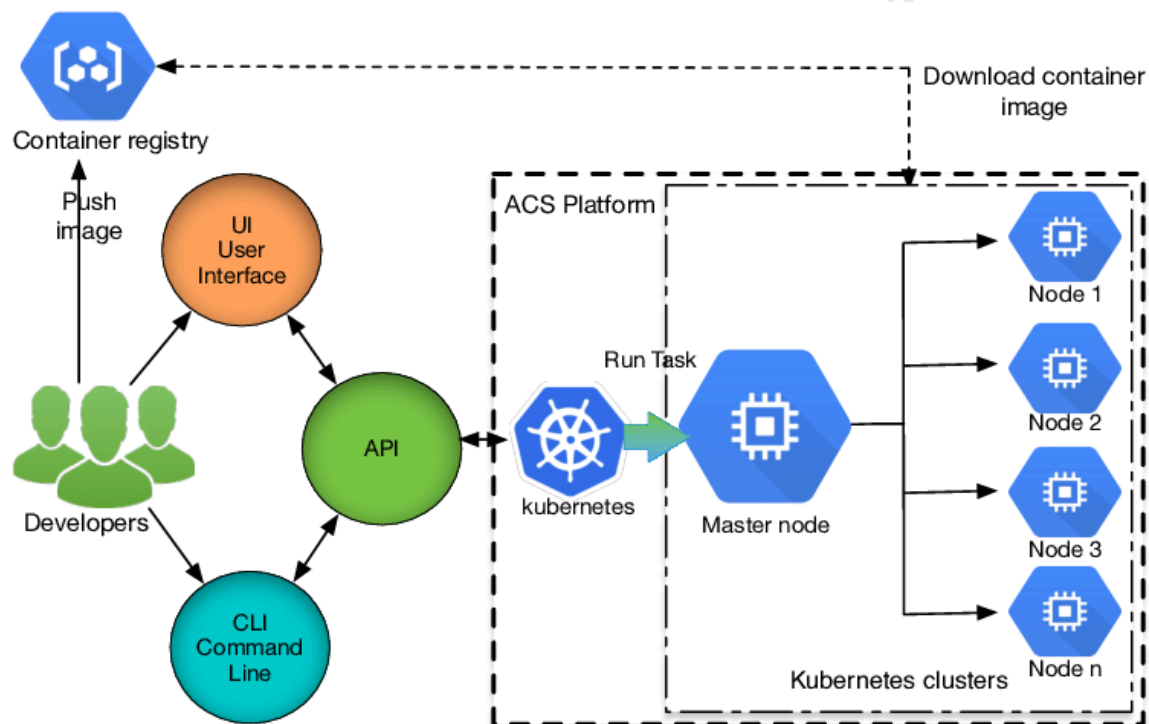 Download container
image
Container registry
Push
image
ACS Platform
UI
User
Interface
Node 1
Run Task
Node 2
API
kubernetes
Developers
Master node
Node 3
CLI
Command
Line
Node n
Kubernetes clusters